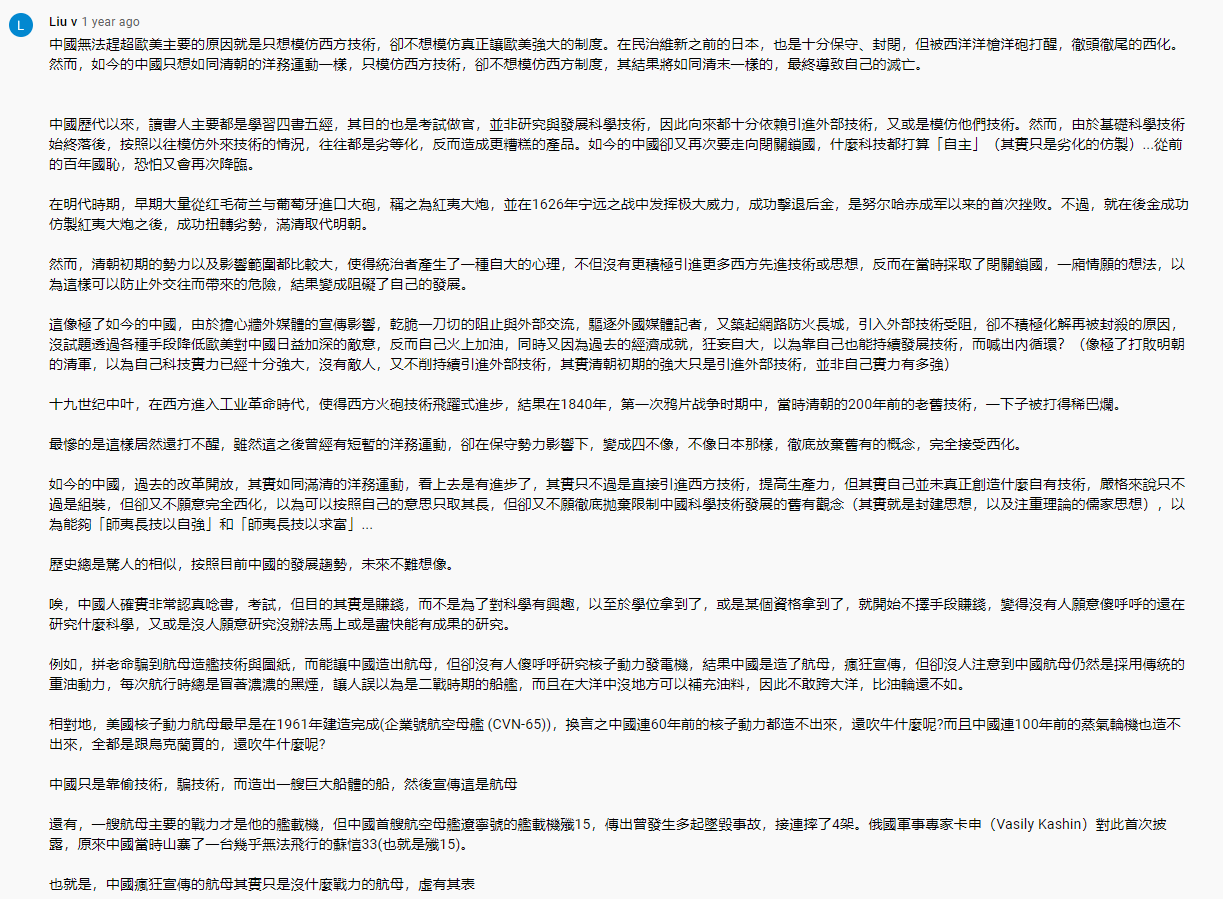 L
Liu v 1 year ago
中國無法趕超歐美主要的原因就是只想模仿西方技術，卻不想模仿真正讓歐美強大的制度。在民治維新之前的日本，也是十分保守、封閉，但被西洋洋槍洋砲打醒，徹頭徹尾的西化。
然而，如今的中國只想如同清朝的洋務運動一樣，只模仿西方技術，卻不想模仿西方制度，其結果將如同清末一樣的，最終導致自己的滅亡。
中國歷代以來，讀書人主要都是學習四書五經，其目的也是考試做官，並非研究與發展科學技術，因此向來都十分依賴引進外部技術，又或是模仿他們技術。然而，由於基礎科學技術
始終落後，按照以往模仿外來技術的情況，往往都是劣等化，反而造成更糟糕的產品。如今的中國卻又再次要走向閉關鎖國，什麼科技都打算「自主」（其實只是劣化的仿製）...從前
的百年國恥，恐怕又會再次降臨。
在明代時期，早期大量從红毛荷兰与葡萄牙進口大砲，稱之為紅夷大炮，並在1626年宁远之战中发挥极大威力，成功擊退后金，是努尔哈赤成军以来的首次挫败。不過，就在後金成功
仿製紅夷大炮之後，成功扭轉劣勢，滿清取代明朝。
然而，清朝初期的勢力以及影響範圍都比較大，使得統治者產生了一種自大的心理，不但沒有更積極引進更多西方先進技術或思想，反而在當時採取了閉關鎖國，一廂情願的想法，以
為這樣可以防止外交往而帶來的危險，結果變成阻礙了自己的發展。
這像極了如今的中國，由於擔心牆外媒體的宣傳影響，乾脆一刀切的阻止與外部交流，驅逐外國媒體記者，又築起網路防火長城，引入外部技術受阻，卻不積極化解再被封殺的原因，
沒試題透過各種手段降低歐美對中國日益加深的敵意，反而自己火上加油，同時又因為過去的經濟成就，狂妄自大，以為靠自己也能持續發展技術，而喊出內循環？（像極了打敗明朝
的清軍，以為自己科技實力已經十分強大，沒有敵人，又不削持續引進外部技術，其實清朝初期的強大只是引進外部技術，並非自己實力有多強）
十九世纪中叶，在西方進入工业革命時代，使得西方火砲技術飛躍式進步，結果在1840年，第一次鸦片战争时期中，當時清朝的200年前的老舊技術，一下子被打得稀巴爛。
最慘的是這樣居然還打不醒，雖然這之後曾經有短暫的洋務運動，卻在保守勢力影響下，變成四不像，不像日本那樣，徹底放棄舊有的概念，完全接受西化。
如今的中國，過去的改革開放，其實如同滿清的洋務運動，看上去是有進步了，其實只不過是直接引進西方技術，提高生產力，但其實自己並未真正創造什麼自有技術，嚴格來說只不
過是組裝，但卻又不願意完全西化，以為可以按照自己的意思只取其長，但卻又不願徹底拋棄限制中國科學技術發展的舊有觀念（其實就是封建思想，以及注重理論的儒家思想），以
為能夠「師夷長技以自強」和「師夷長技以求富」...
歷史總是驚人的相似，按照目前中國的發展趨勢，未來不難想像。
唉，中國人確實非常認真唸書，考試，但目的其實是賺錢，而不是為了對科學有興趣，以至於學位拿到了，或是某個資格拿到了，就開始不擇手段賺錢，變得沒有人願意傻呼呼的還在
研究什麼科學，又或是沒人願意研究沒辦法馬上或是盡快能有成果的研究。
例如，拼老命騙到航母造艦技術與圖紙，而能讓中國造出航母，但卻沒有人傻呼呼研究核子動力發電機，結果中國是造了航母，瘋狂宣傳，但卻沒人注意到中國航母仍然是採用傳統的
重油動力，每次航行時總是冒著濃濃的黑煙，讓人誤以為是二戰時期的船艦，而且在大洋中沒地方可以補充油料，因此不敢跨大洋，比油輪還不如。
相對地，美國核子動力航母最早是在1961年建造完成(企業號航空母艦 (CVN-65))，換言之中國連60年前的核子動力都造不出來，還吹牛什麼呢?而且中國連100年前的蒸氣輪機也造不
出來，全都是跟烏克蘭買的，還吹牛什麼呢?
中國只是靠偷技術，騙技術，而造出一艘巨大船體的船，然後宣傳這是航母
還有，一艘航母主要的戰力才是他的艦載機，但中國首艘航空母艦遼寧號的艦載機殲15，傳出曾發生多起墜毀事故，接連摔了4架。俄國軍事專家卡申（Vasily Kashin）對此首次披
露，原來中國當時山寨了一台幾乎無法飛行的蘇愷33(也就是殲15)。
也就是，中國瘋狂宣傳的航母其實只是沒什麼戰力的航母，虛有其表